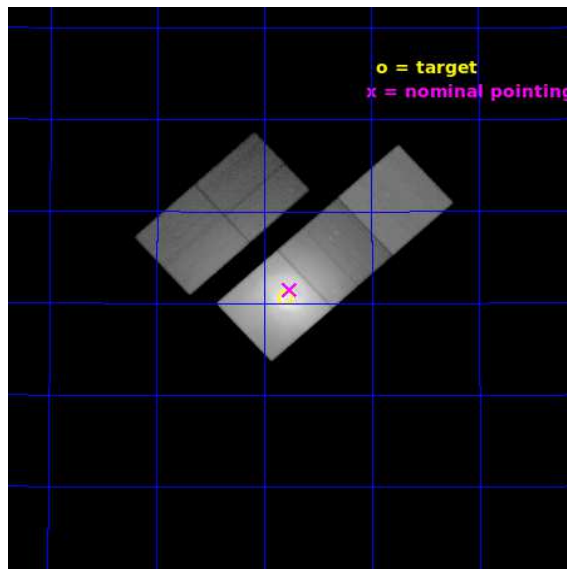 o = target
x = nominal pointing